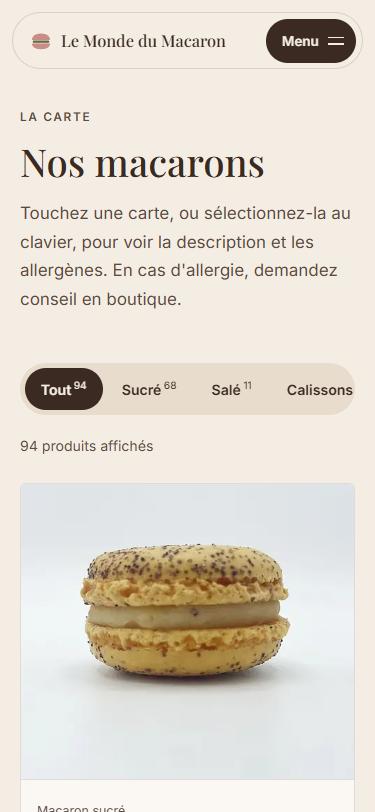 Le Monde du Macaron
Menu
LA CARTE
Nos macarons
Touchez une carte, ou sélectionnez-la au
clavier, pour voir la description et les
allergènes. En cas d'allergie, demandez
conseil en boutique.
Tout 94 Sucré 68 Salé 11 Calissons
94 produits affichés
Macaron sucré